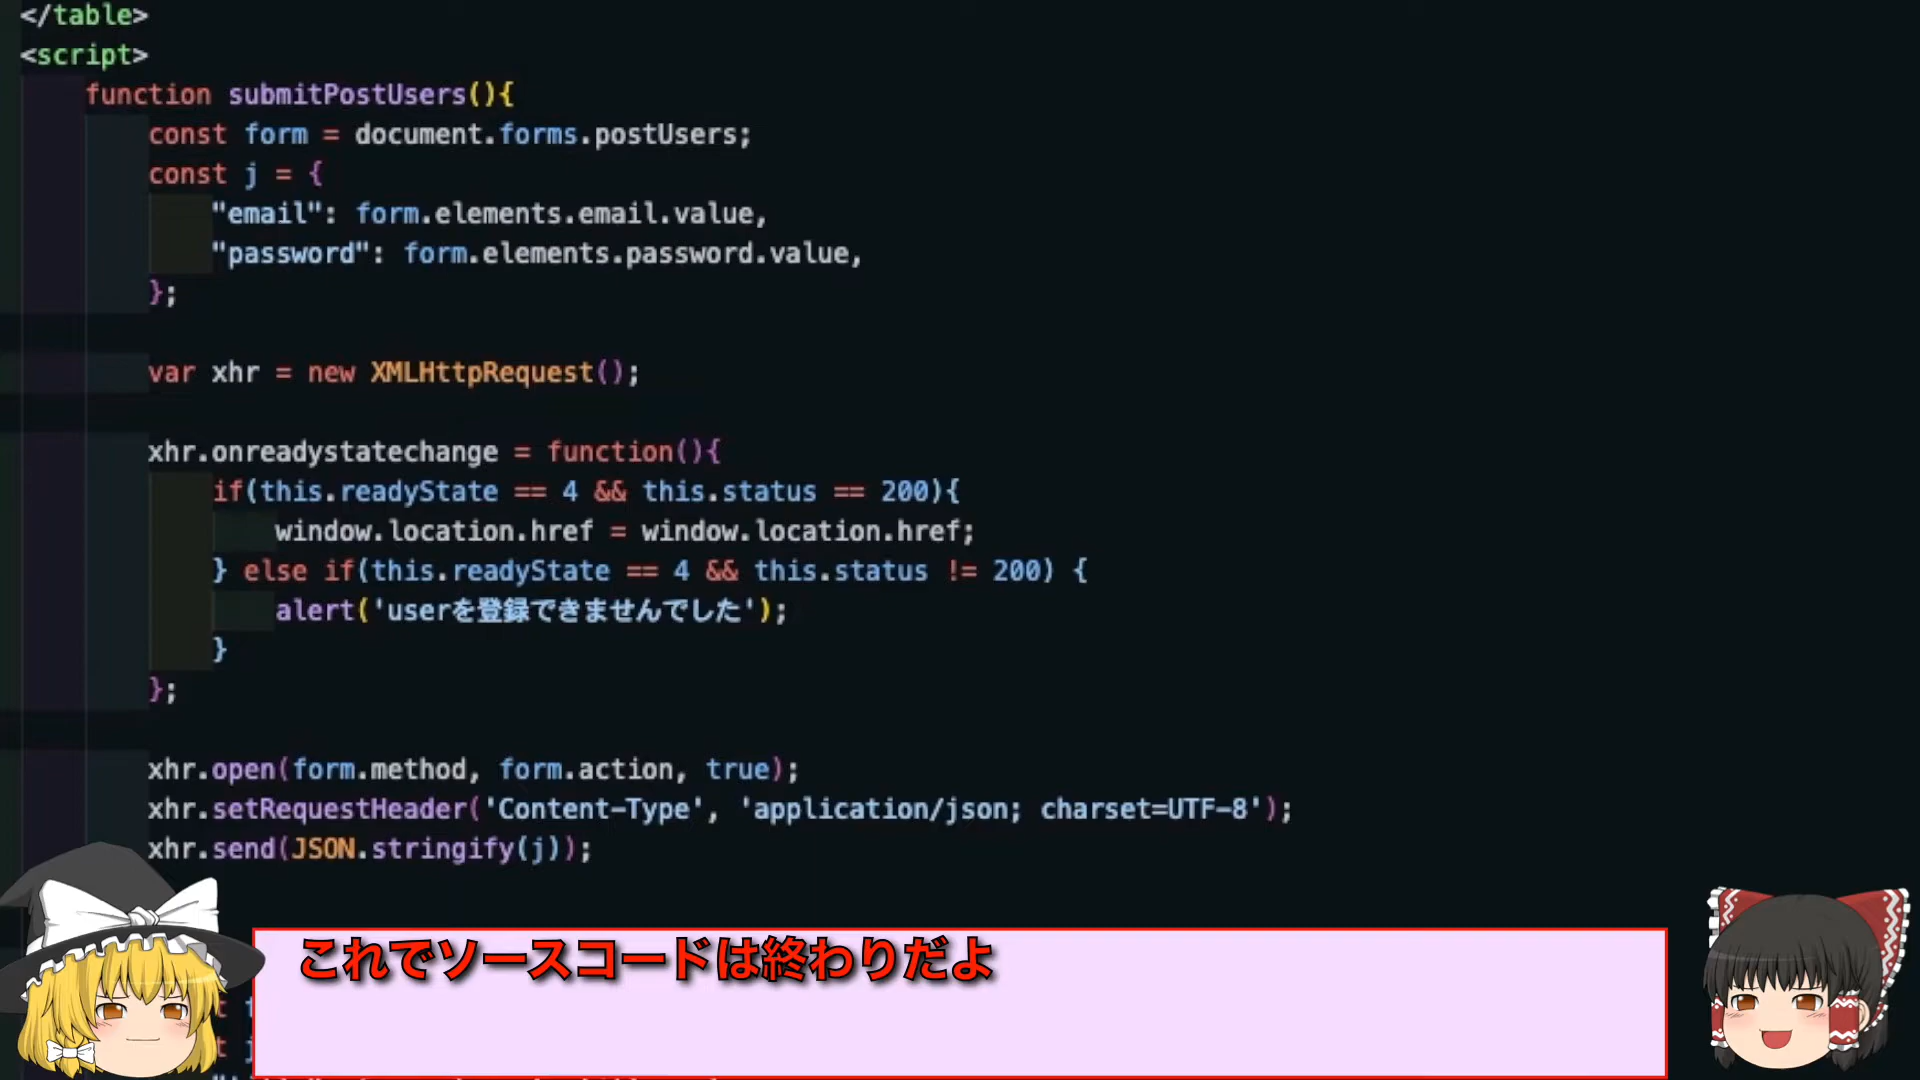 </table>
<script>
function submitPostUsers(){
const form = document.forms.postUsers;
const j = {
"email": form.elements.email.value,
"password": form.elements.password.value,
};
var xhr = new XMLHttpRequest();
xhr.onreadystatechange = function(){
if(this.readyState == 4 && this.status == 200){
window.location.href = window.location.href;
} else if(this.readyState == 4 && this.status != 200) {
alert('userを登録できませんでした');
}
};
xhr.open(form.method, form.action, true);
xhr.setRequestHeader('Content-Type', 'application/json; charset=UTF-8');
xhr.send(JSON.stringify(j));
これでソースコードは終わりだよ